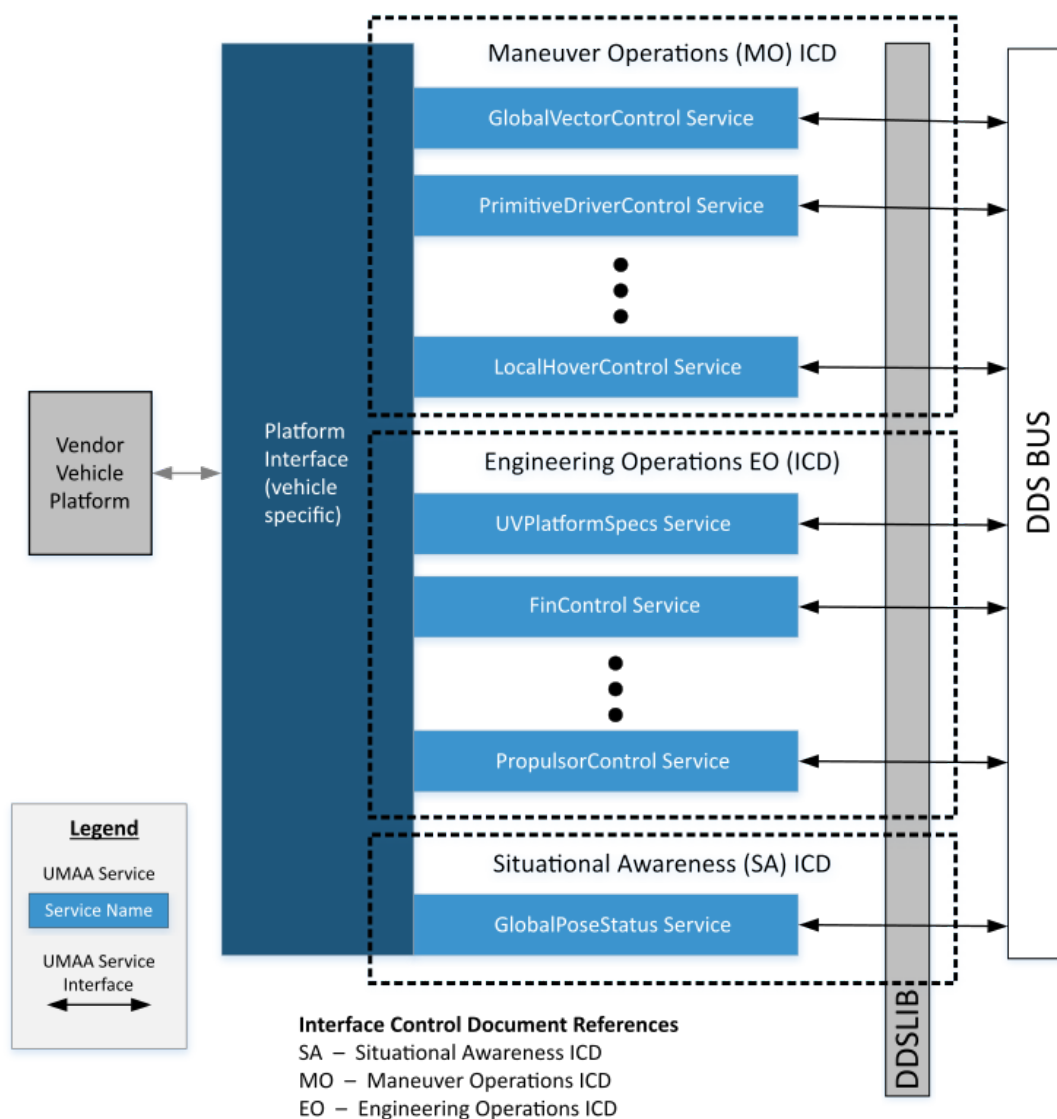 Maneuver Operations (MO) ICD
GlobalVectorControl Service
PrimitiveDriverControl Service
LocalHoverControl Service
Vendor
Vehicle
Platform
Platform
Interface
(vehicle
specific)
Engineering Operations EO (ICD)
UVPlatformSpecs Service
FinControl Service
PropulsorControl Service
Situational Awareness (SA) ICD
GlobalPoseStatus Service
DDSLIB
DDS BUS
Legend
UMAA Service
Service Name
UMAA Service
Interface
Interface Control Document References
SA – Situational Awareness ICD
MO – Maneuver Operations ICD
EO – Engineering Operations ICD